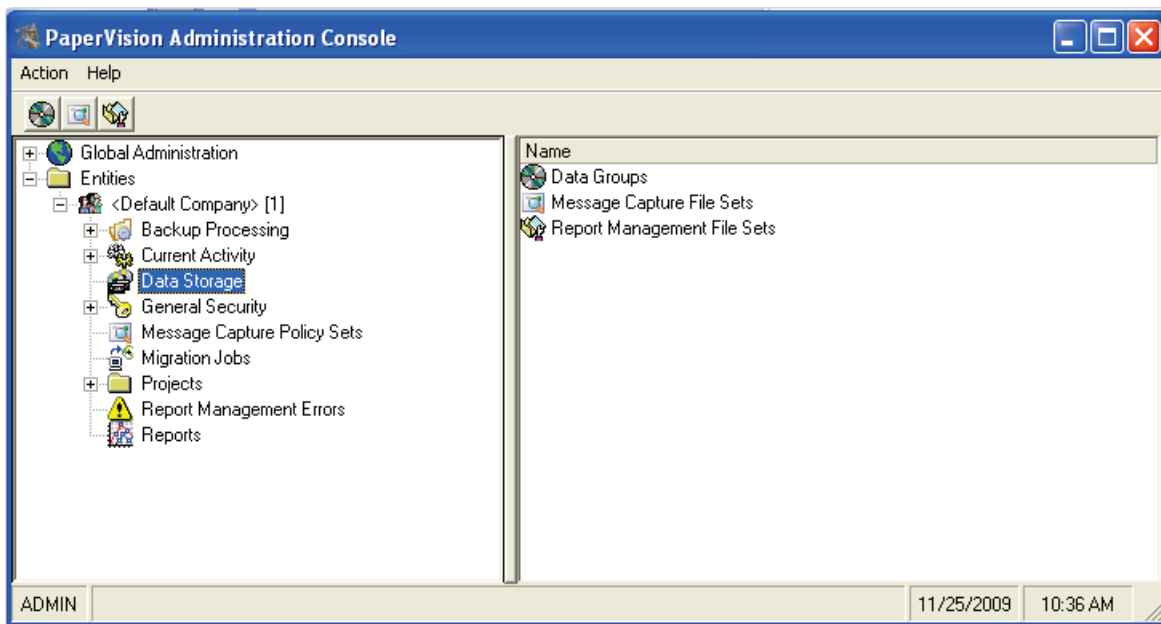 PaperVision Administration Console
Action Help
Global Administration
Entities
<Default Company> [1]
Backup Processing
Current Activity
Data Storage
General Security
Message Capture Policy Sets
Migration Jobs
Projects
Report Management Errors
Reports
Name
Data Groups
Message Capture File Sets
Report Management File Sets
ADMIN 11/25/2009 10:36 AM